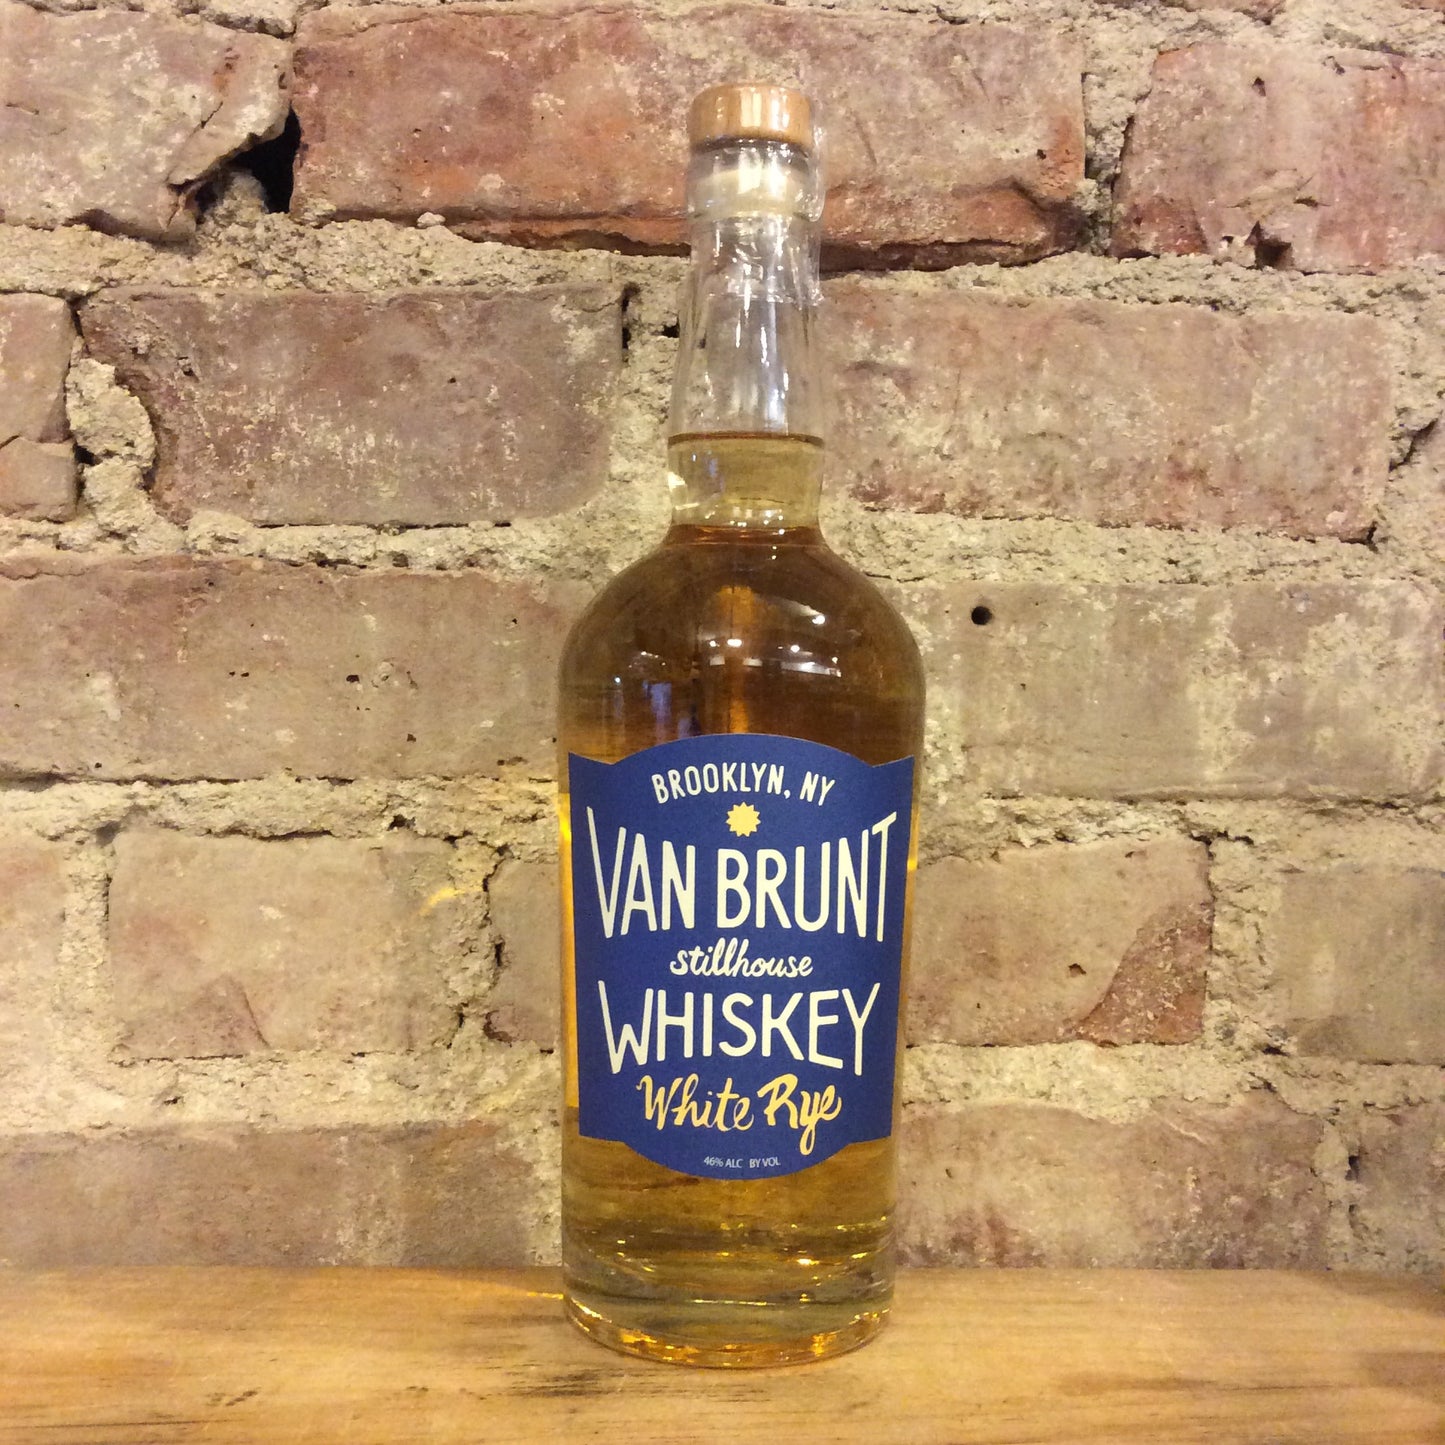 BROOKLYN, NY
VAN BRUNT
stillhouse
WHISKEY
White Rye
46% ALC BY VOL